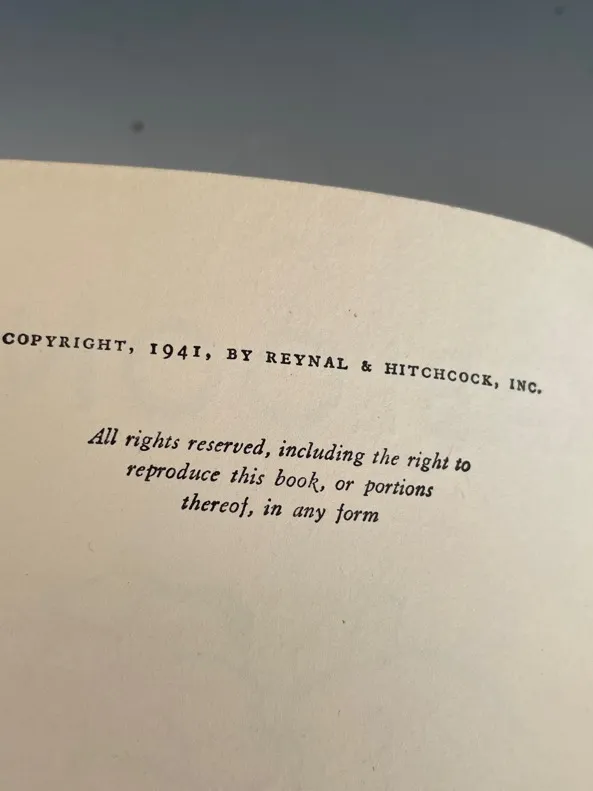 COPYRIGHT, 1941, BY REYNAL & HITCHCOCK, INC.
All rights reserved, including the right to
reproduce this book, or portions
thereof, in any form